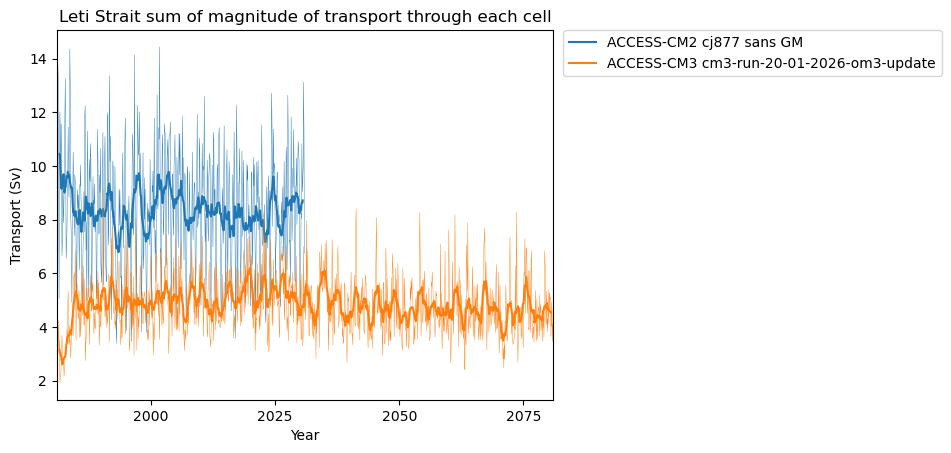 Leti Strait sum of magnitude of transport through each cell
ACCESS-CM2 cj877 sans GM
ACCESS-CM3 cm3-run-20-01-2026-om3-update
Transport (Sv)
14
12
10
8
6
4
2
2000
2025
2050
2075
Year